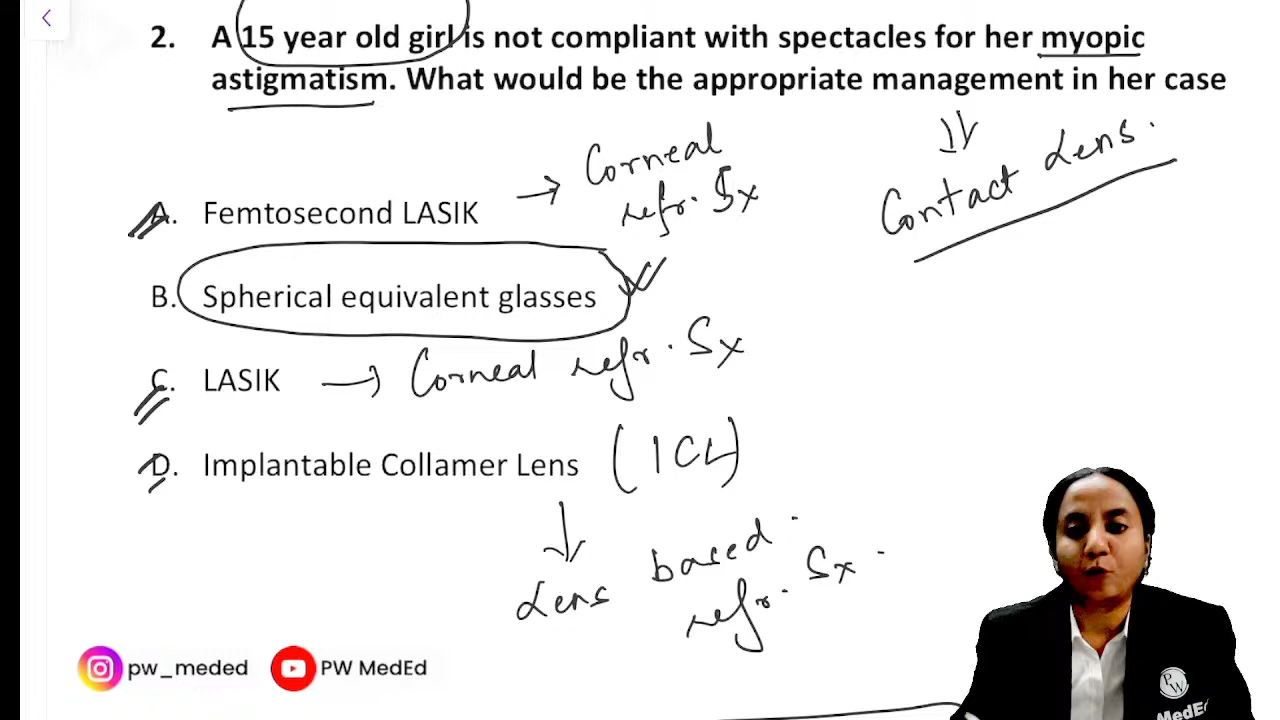 2. A 15 year old girl is not compliant with spectacles for her myopic
astigmatism. What would be the appropriate management in her case
Contact Lens.
A. Femtosecond LASIK → Corneal
refr. Sx
B. Spherical equivalent glasses
C. LASIK → Corneal refr. Sx
D. Implantable Collamer Lens (ICL)
Lens based
refr. Sx
pw_meded PW MedEd
PW
MedEd